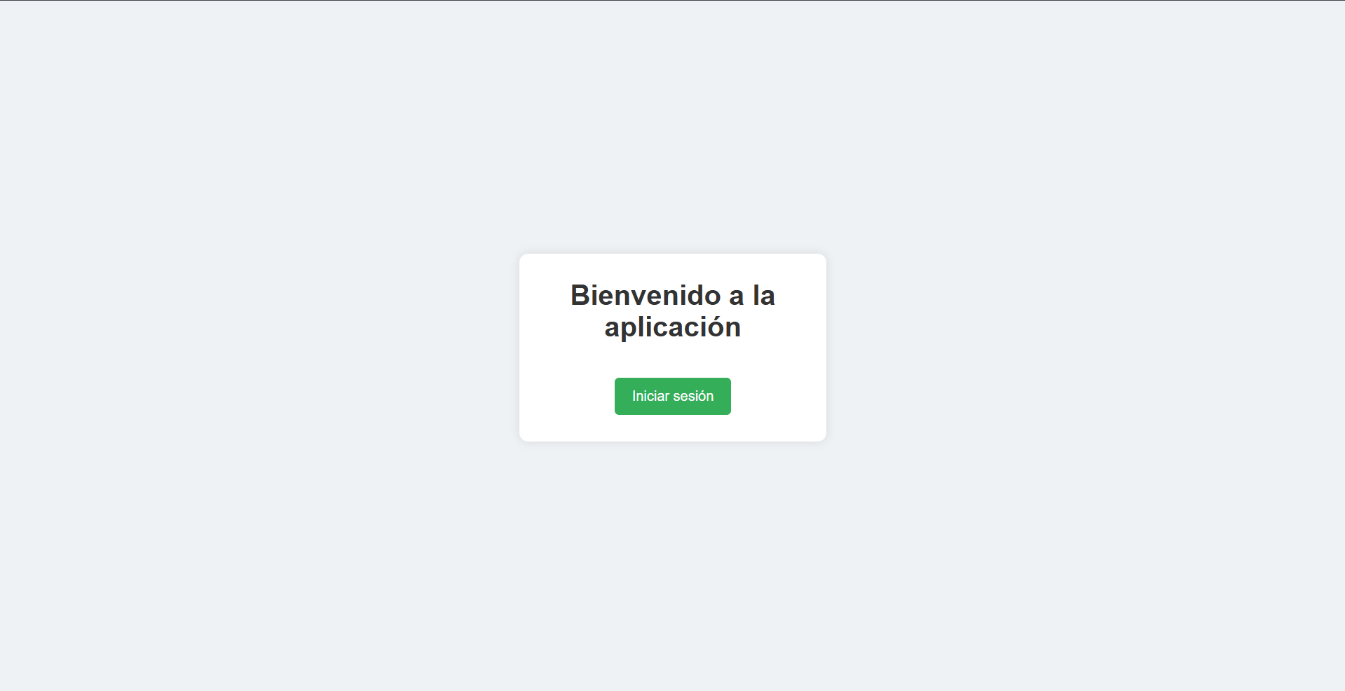 Bienvenido a la
aplicación
Iniciar sesión